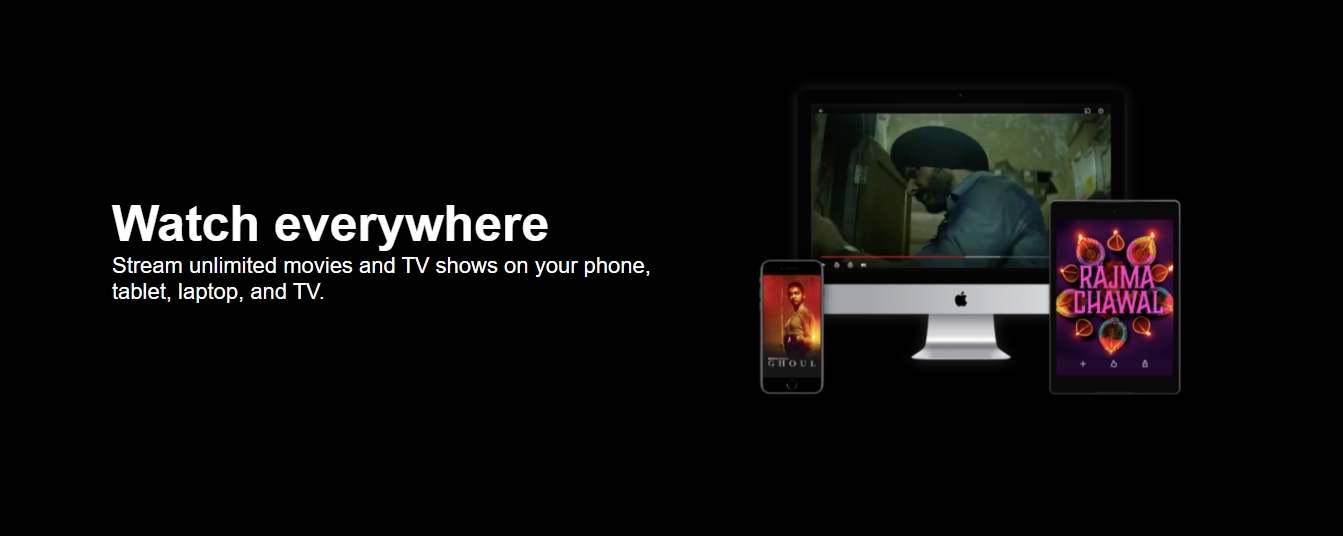 Watch everywhere
Stream unlimited movies and TV shows on your phone,
tablet, laptop, and TV.
GHOUL
RAJMA
CHAWAL